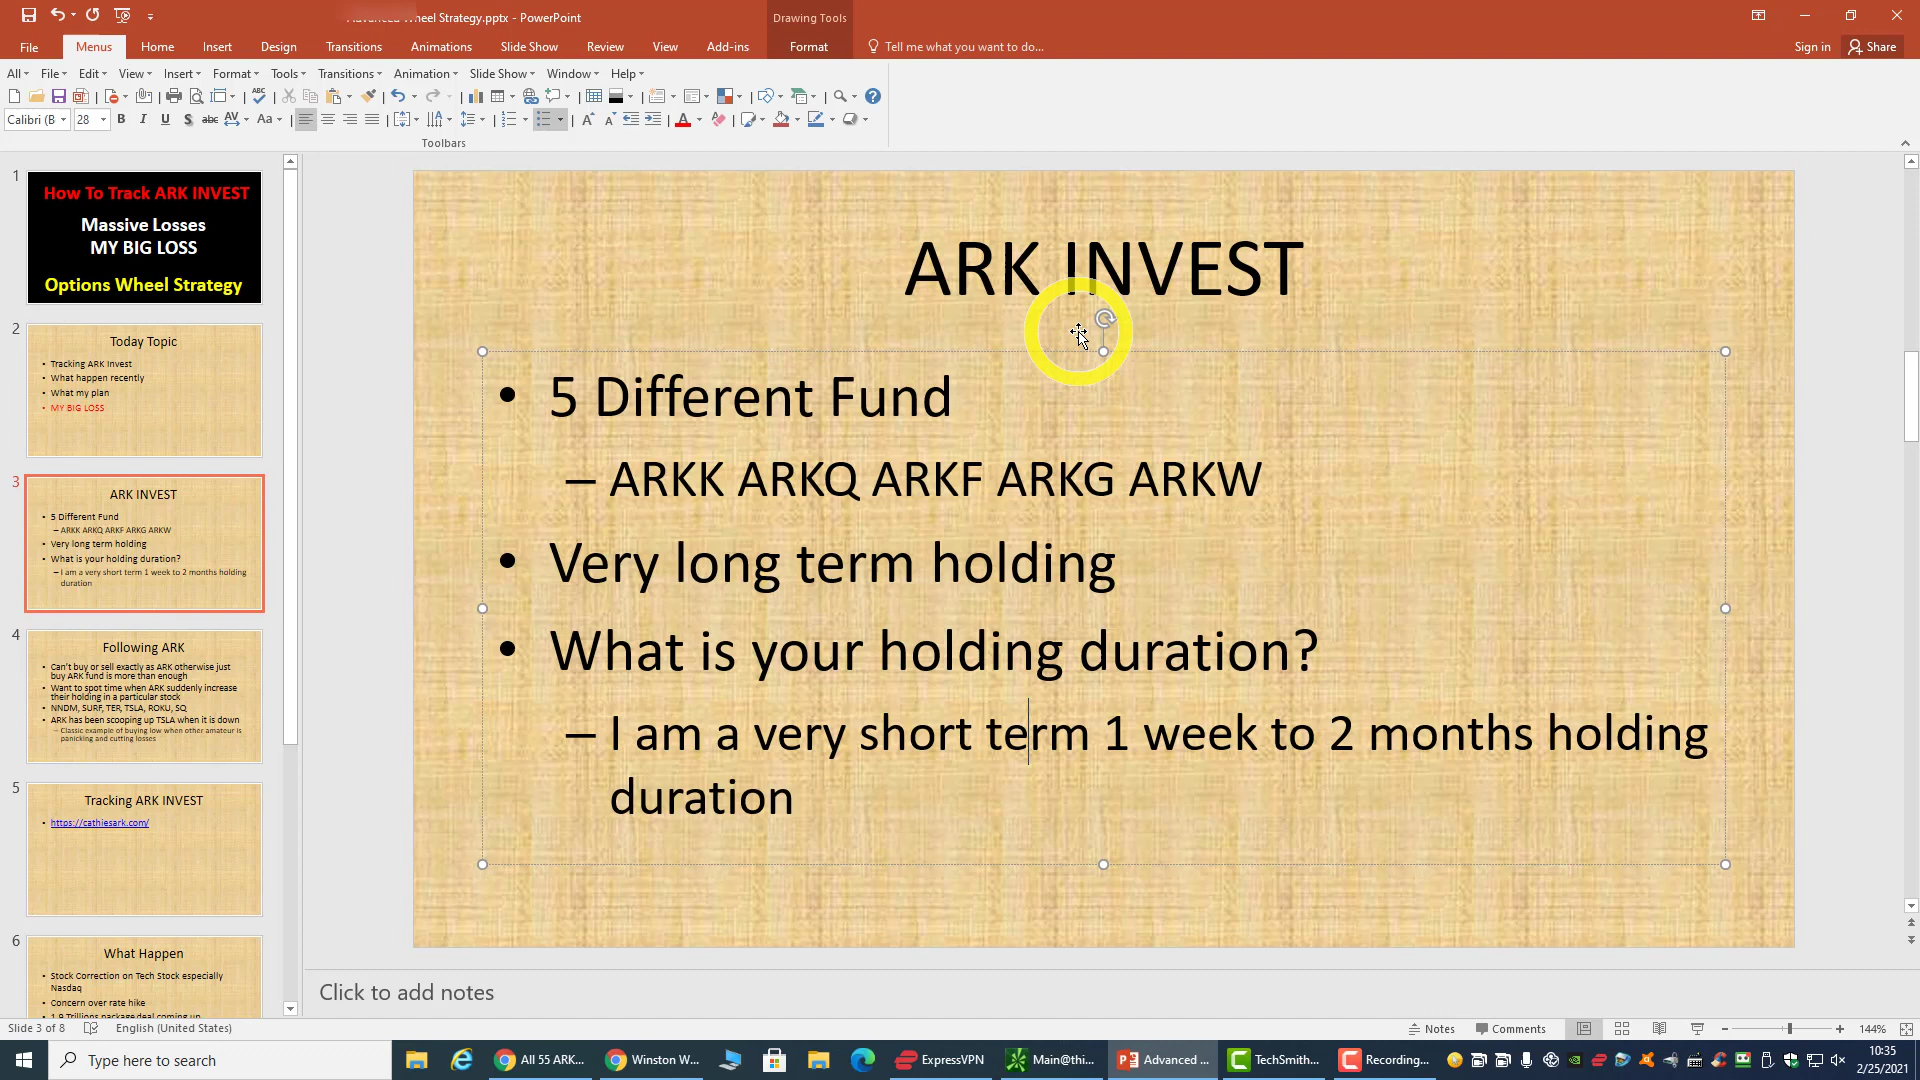 Advanced Wheel Strategy.pptx - PowerPoint
Drawing Tools
File Menus Home Insert Design Transitions Animations Slide Show Review View Add-ins Format Tell me what you want to do... Sign in Share
All File Edit View Insert Format Tools Transitions Animation Slide Show Window Help
Calibri (B 28 B I U S abc AV Aa
Toolbars
1
How To Track ARK INVEST
Massive Losses
MY BIG LOSS
Options Wheel Strategy
2
Today Topic
• Tracking ARK Invest
• What happen recently
• What my plan
• MY BIG LOSS
3
ARK INVEST
• 5 Different Fund
– ARKK ARKQ ARKF ARKG ARKW
• Very long term holding
• What is your holding duration?
– I am a very short term 1 week to 2 months holding
duration
4
Following ARK
• Can't buy or sell exactly as ARK otherwise just
buy ARK fund is more than enough
• Want to spot time when ARK suddenly increase
their holding in a particular stock
• NNDM, SURF, TER, TSLA, ROKU, SQ
• ARK has been scooping up TSLA when it is down
– Classic example of buying low when other amateur is
panicking and cutting losses
5
Tracking ARK INVEST
• https://cathiesark.com/
6
What Happen
• Stock Correction on Tech Stock especially
Nasdaq
• Concern over rate hike
• 1.9 Trillions package deal coming up
ARK INVEST
• 5 Different Fund
– ARKK ARKQ ARKF ARKG ARKW
• Very long term holding
• What is your holding duration?
– I am a very short term 1 week to 2 months holding
duration
Click to add notes
Slide 3 of 8 English (United States) Notes Comments 144%
Type here to search All 55 ARK... Winston W... ExpressVPN Main@thi... Advanced ... TechSmith... Recording...
10:35
2/25/2021